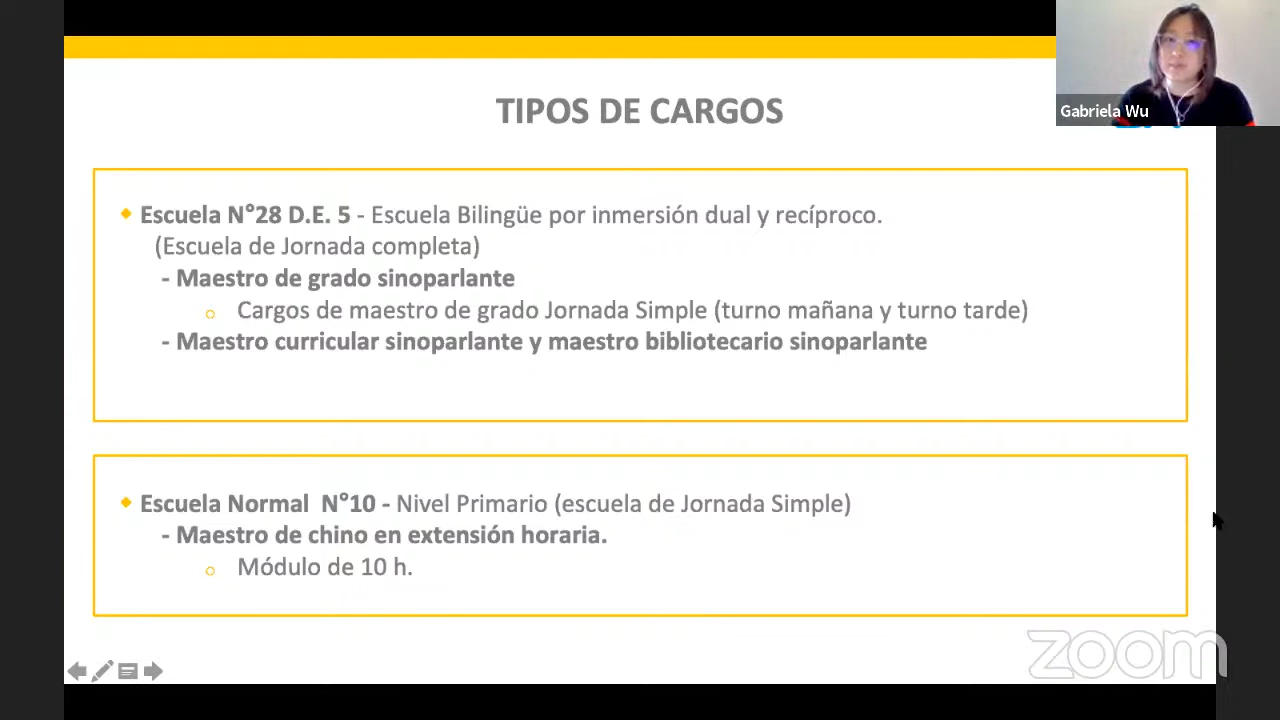 TIPOS DE CARGOS
Gabriela Wu
Escuela N°28 D.E. 5 - Escuela Bilingüe por inmersión dual y recíproco.
(Escuela de Jornada completa)
- Maestro de grado sinoparlante
Cargos de maestro de grado Jornada Simple (turno mañana y turno tarde)
- Maestro curricular sinoparlante y maestro bibliotecario sinoparlante
Escuela Normal N°10 - Nivel Primario (escuela de Jornada Simple)
- Maestro de chino en extensión horaria.
Módulo de 10 h.
zoom